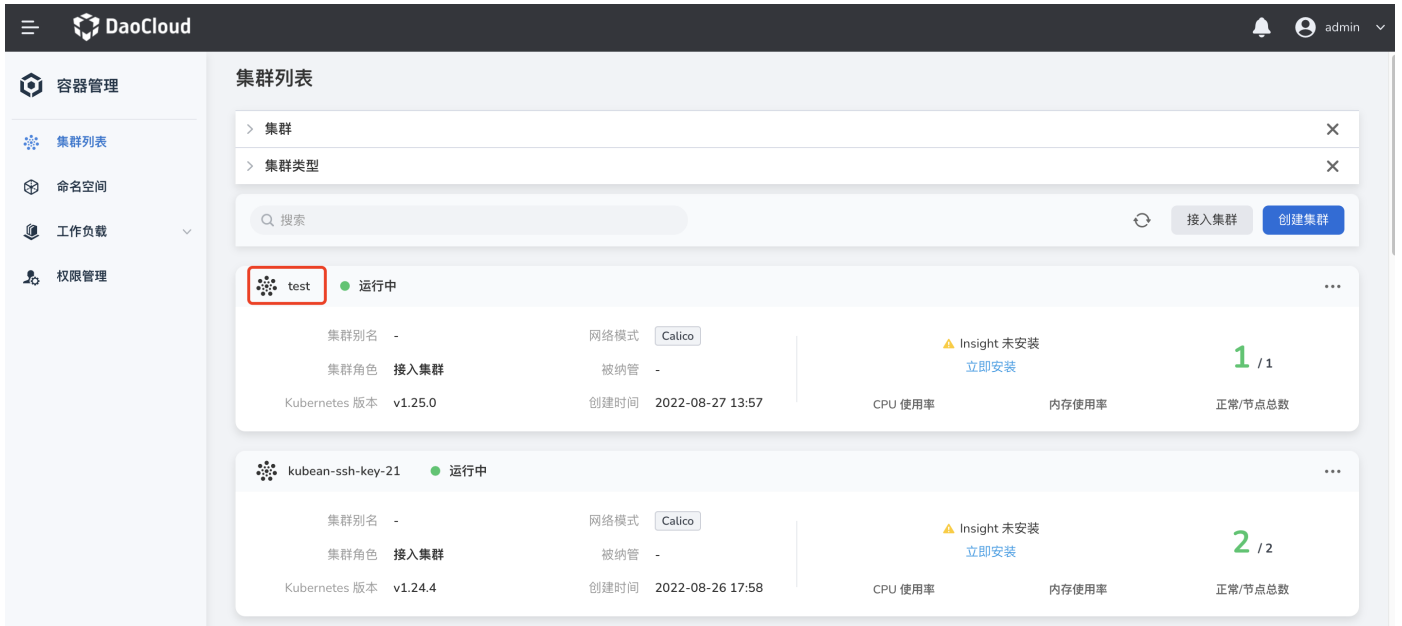 DaoCloud
admin
容器管理
集群列表
命名空间
工作负载
权限管理
集群列表
集群
集群类型
搜索
接入集群
创建集群
test
运行中
集群别名 -
网络模式 Calico
集群角色 接入集群
被纳管 -
Kubernetes 版本 v1.25.0
创建时间 2022-08-27 13:57
Insight 未安装
立即安装
CPU 使用率
内存使用率
1 / 1
正常/节点总数
kubean-ssh-key-21
运行中
集群别名 -
网络模式 Calico
集群角色 接入集群
被纳管 -
Kubernetes 版本 v1.24.4
创建时间 2022-08-26 17:58
Insight 未安装
立即安装
CPU 使用率
内存使用率
2 / 2
正常/节点总数